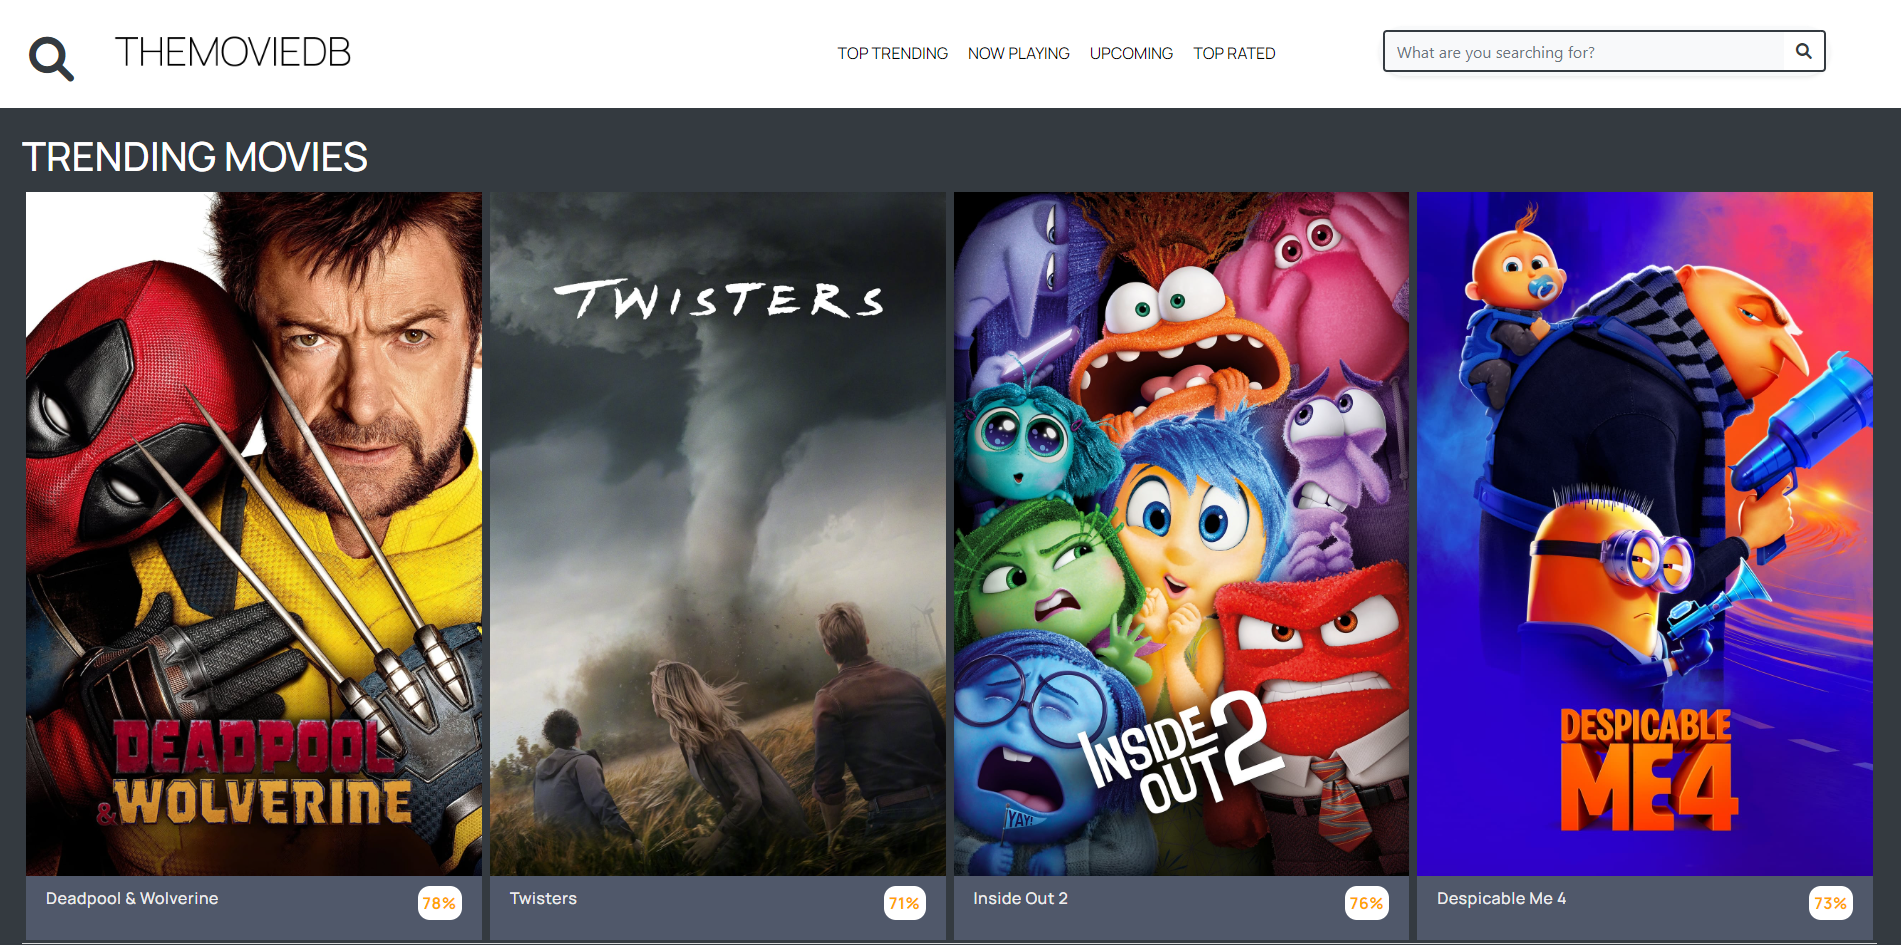 THEMOVIEDB
TOP TRENDING NOW PLAYING UPCOMING TOP RATED
What are you searching for?
TRENDING MOVIES
DEADPOOL
& WOLVERINE
TWISTERS
YAY!
INSIDE
OUT 2
DESPICABLE
ME 4
Deadpool & Wolverine
78%
Twisters
71%
Inside Out 2
76%
Despicable Me 4
73%